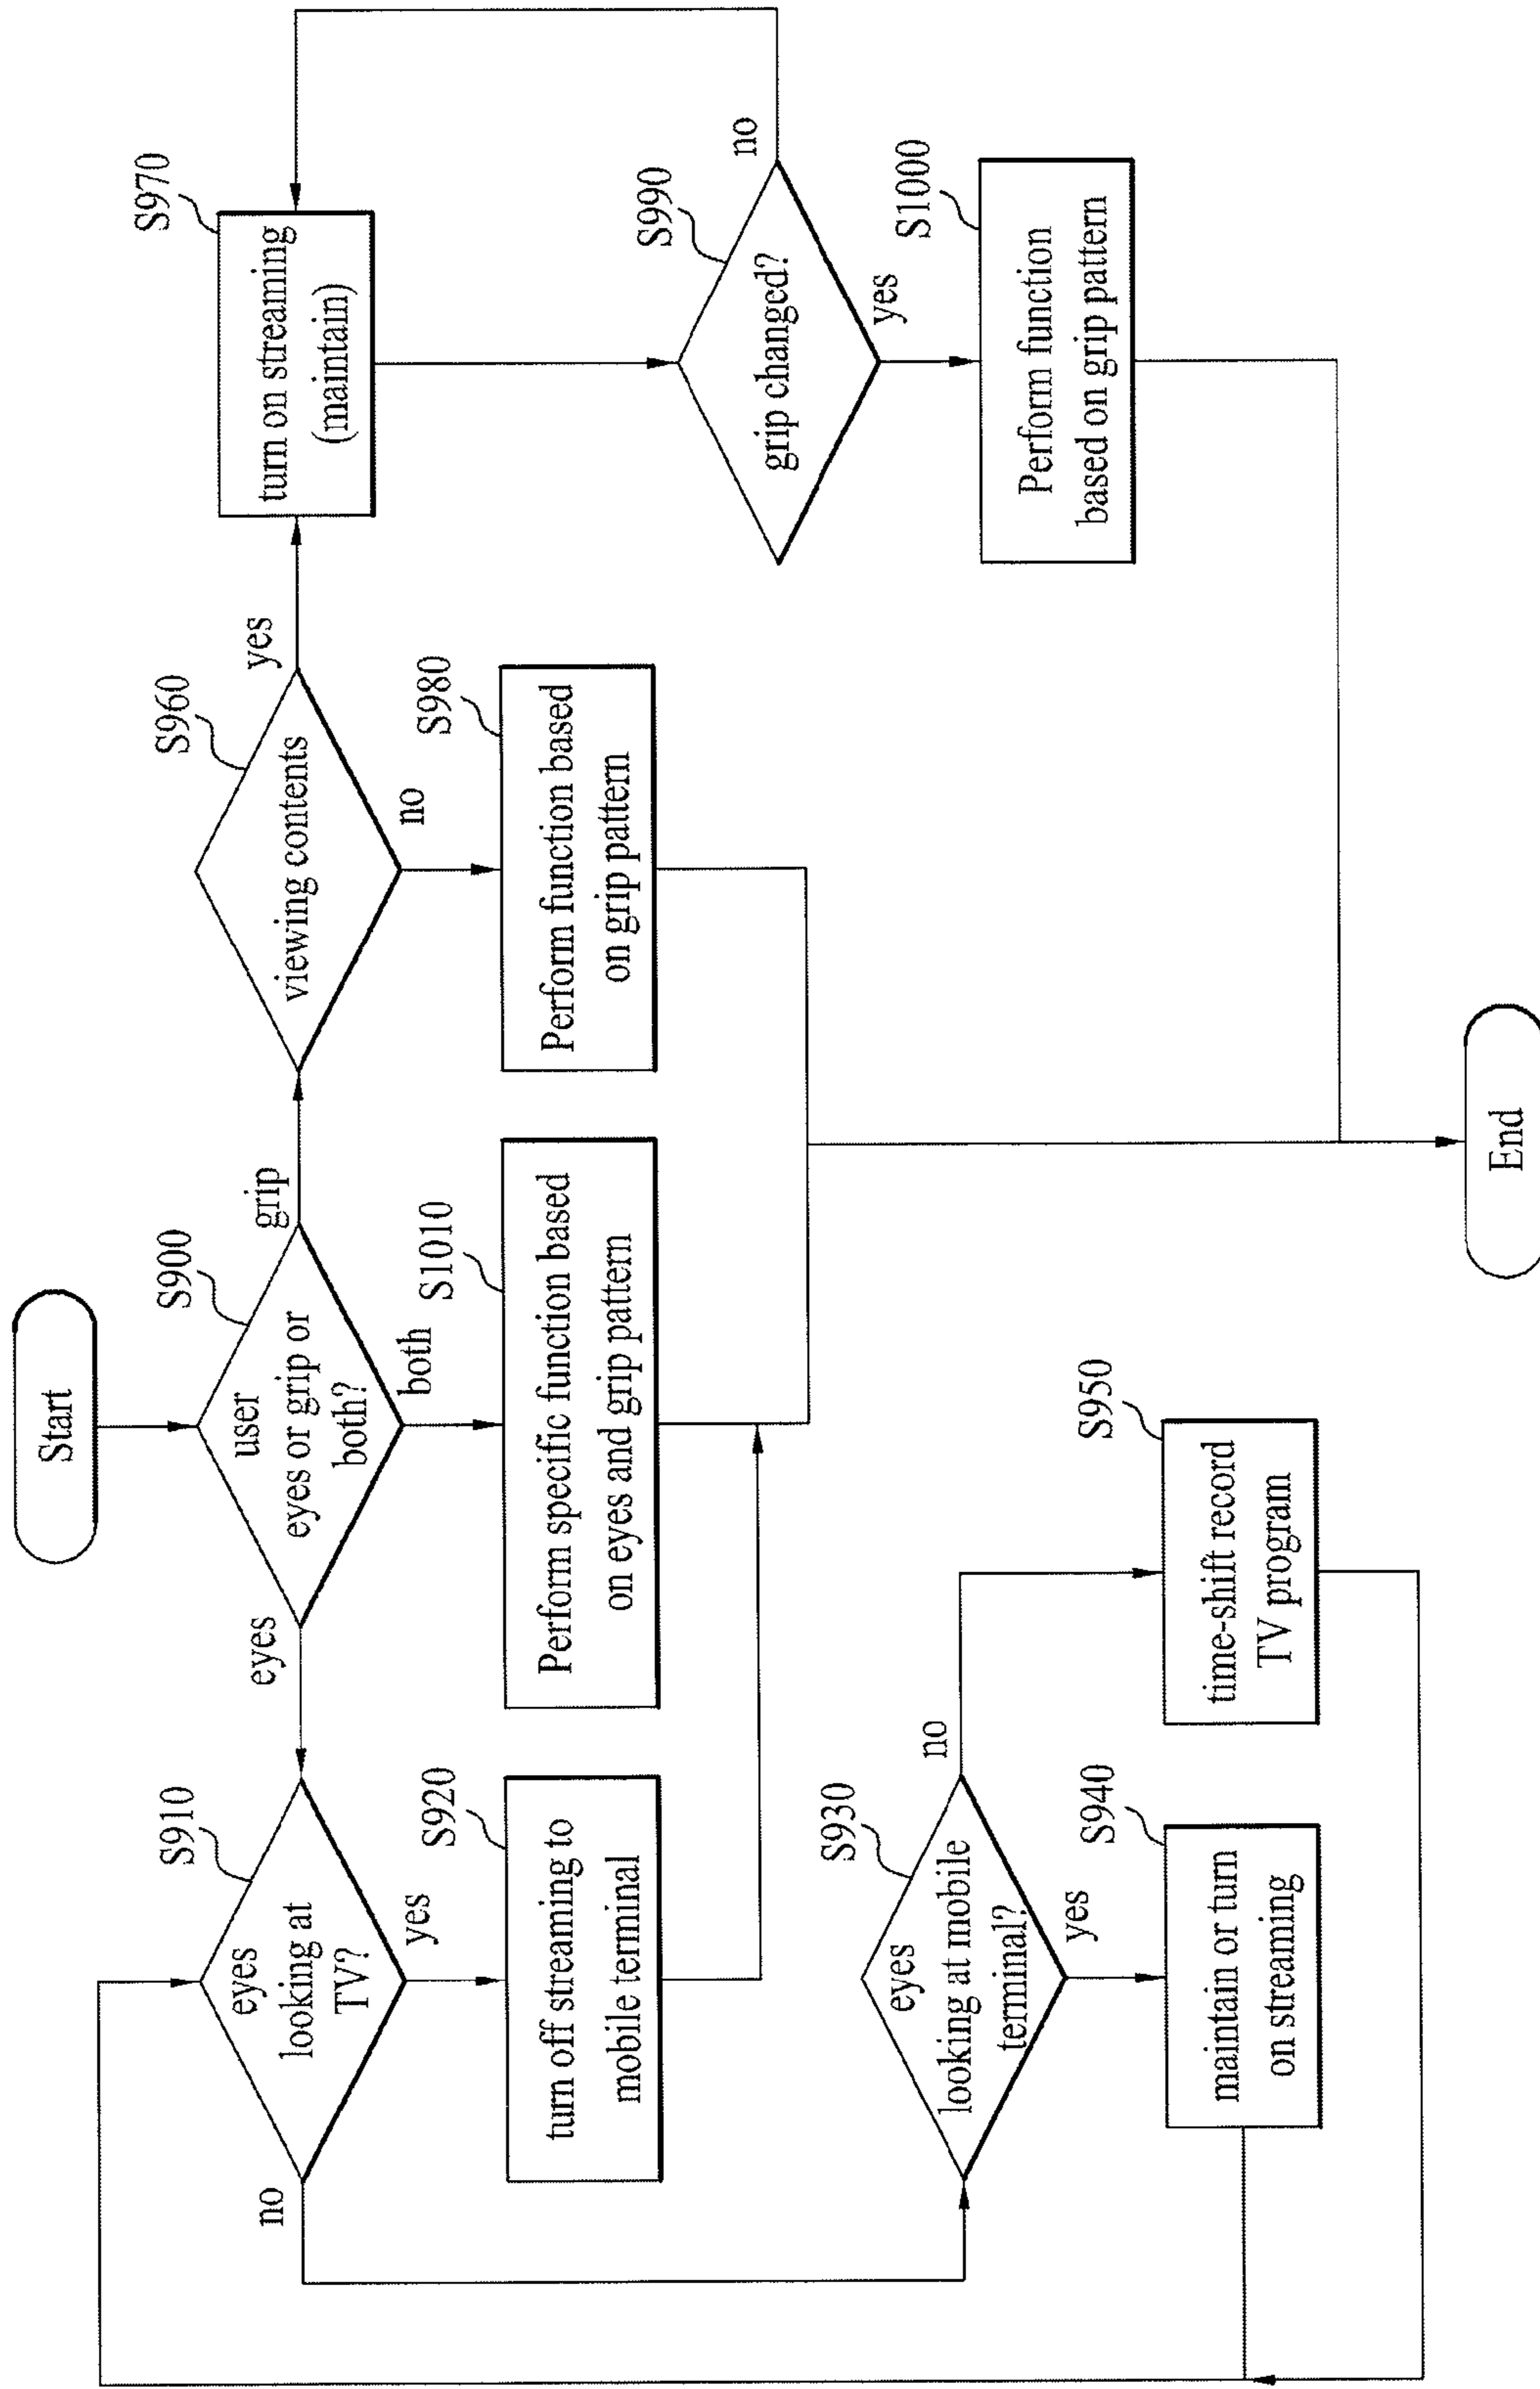 Start
S900
user
eyes or grip or
both?
eyes
grip
both
S910
eyes
looking at
TV?
no
yes
S920
turn off streaming to
mobile terminal
S1010
Perform specific function based
on eyes and grip pattern
S960
viewing contents
yes
no
S970
turn on streaming
(maintain)
S980
Perform function based
on grip pattern
S930
eyes
looking at mobile
terminal?
no
yes
S940
maintain or turn
on streaming
S950
time-shift record
TV program
S990
grip changed?
no
yes
S1000
Perform function
based on grip pattern
End